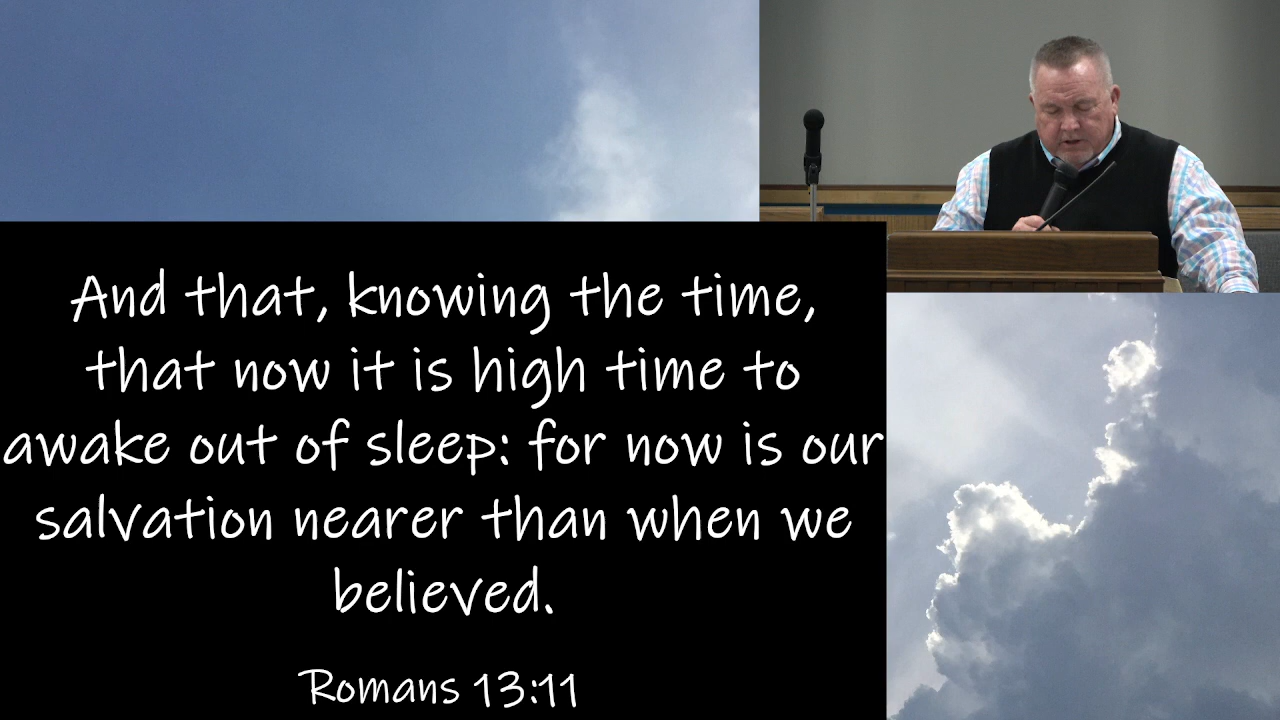 And that, knowing the time,
that now it is high time to
awake out of sleep: for now is our
salvation nearer than when we
believed.
Romans 13:11